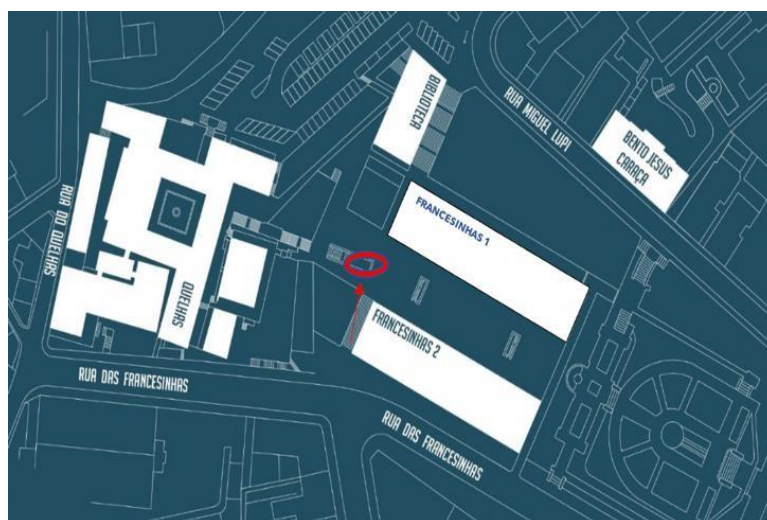 BIBLIOTECA
RUA MIGUEL LUPI
BENTO JESUS
CARAÇA
FRANCESINHAS 1
RUA DO QUELHAS
QUELHAS
FRANCESINHAS 2
RUA DAS FRANCESINHAS
RUA DAS FRANCESINHAS